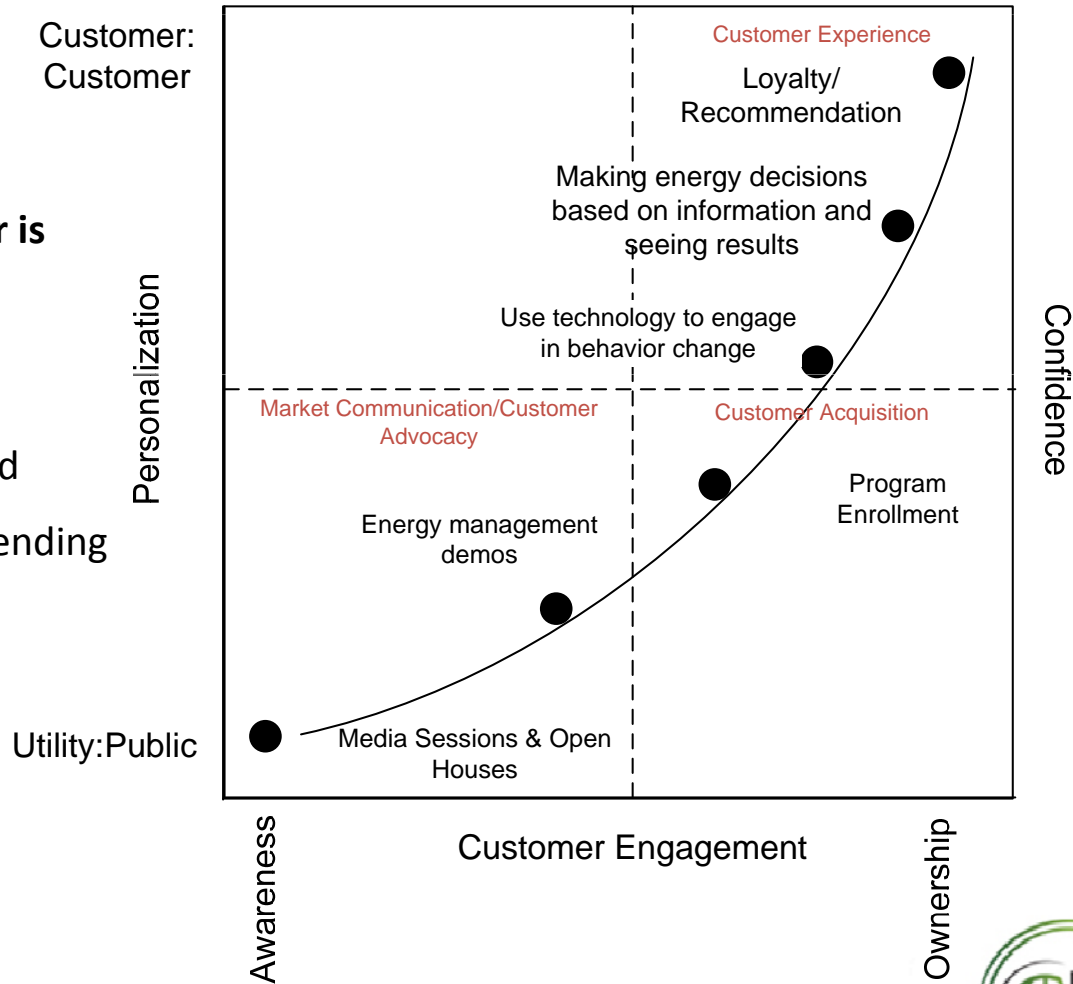 Customer:
Customer
Customer Experience
Loyalty/
Recommendation
Making energy decisions
based on information and
seeing results
r is
Use technology to engage
in behavior change
Personalization
Confidence
Market Communication/Customer
Advocacy
Customer Acquisition
d
ending
Program
Enrollment
Energy management
demos
Utility:Public
Media Sessions & Open
Houses
Awareness
Customer Engagement
Ownership